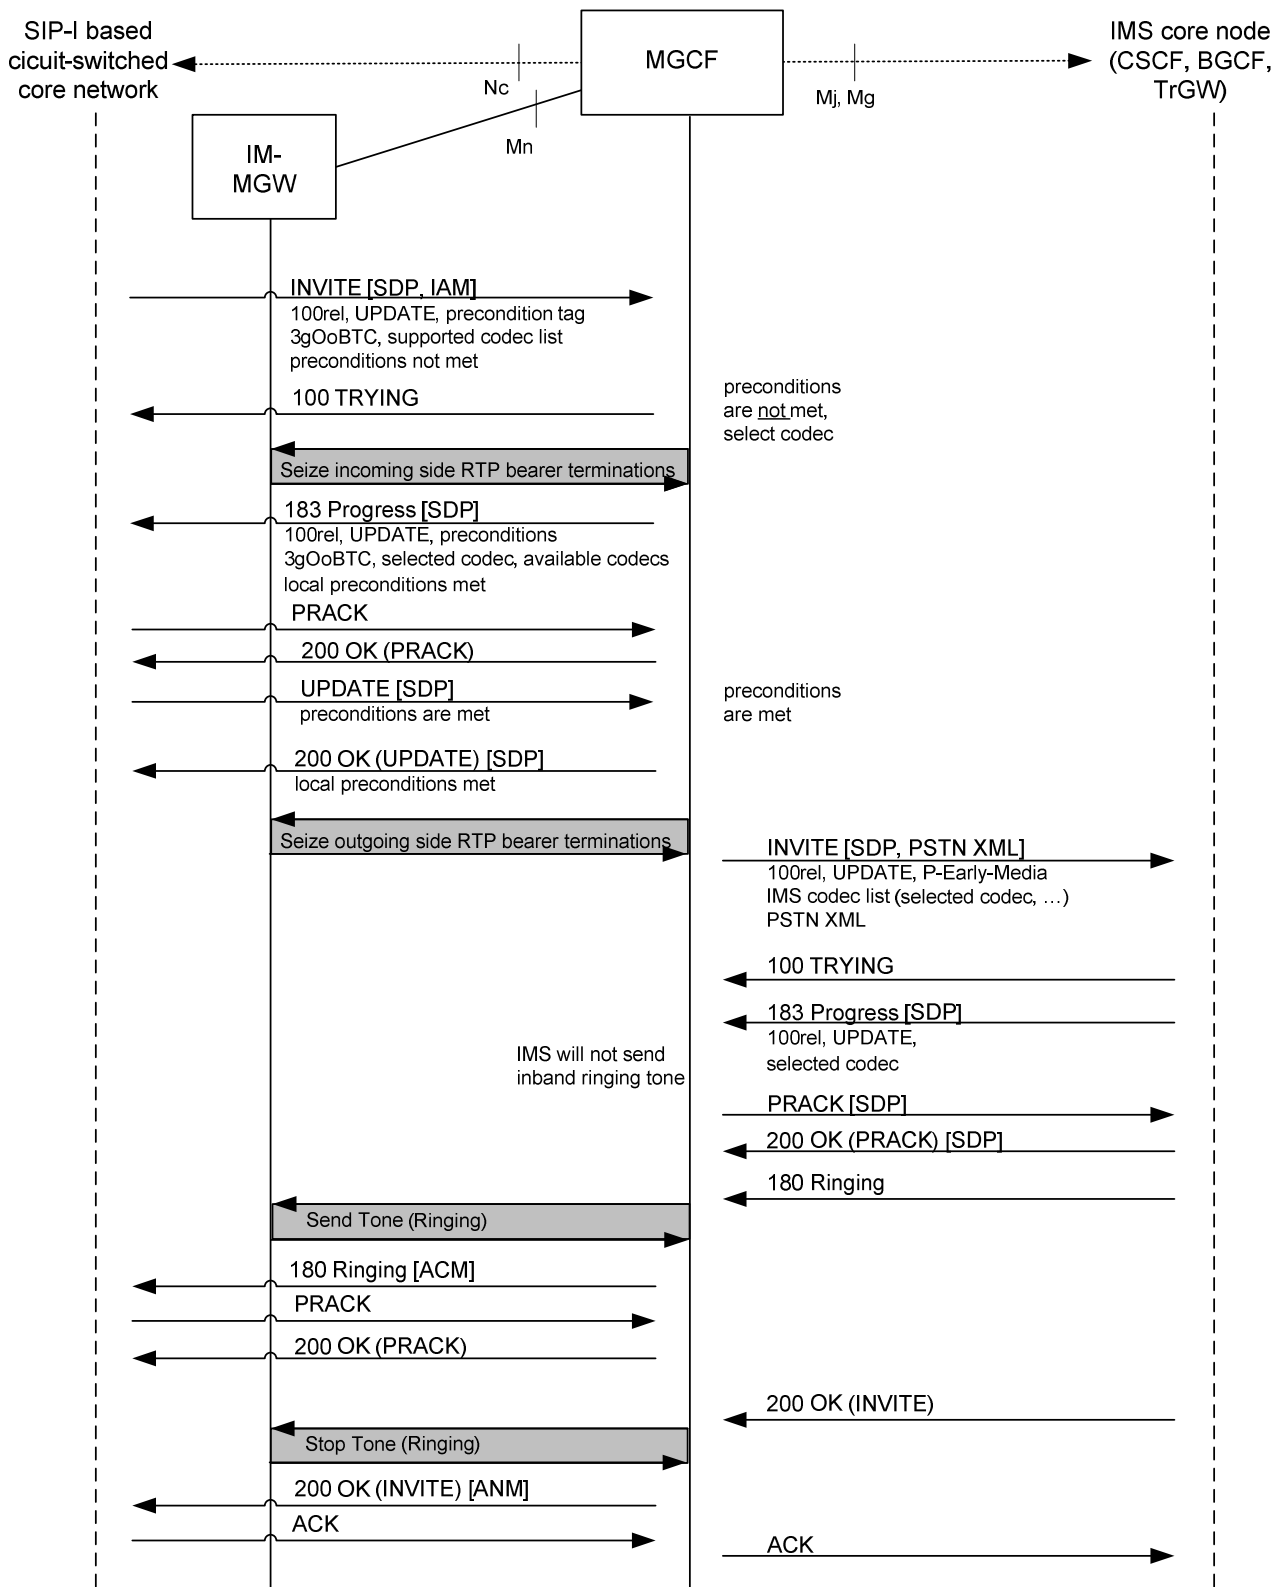 SIP-I based
cicuit-switched
core network
MGCF
IMS core node
(CSCF, BGCF,
TrGW)
Nc
Mj, Mg
Mn
IM-
MGW
INVITE [SDP, IAM]
100rel, UPDATE, precondition tag
3gOoBTC, supported codec list
preconditions not met
100 TRYING
preconditions
are not met,
select codec
Seize incoming side RTP bearer terminations
183 Progress [SDP]
100rel, UPDATE, preconditions
3gOoBTC, selected codec, available codecs
local preconditions met
PRACK
200 OK (PRACK)
UPDATE [SDP]
preconditions are met
preconditions
are met
200 OK (UPDATE) [SDP]
local preconditions met
Seize outgoing side RTP bearer terminations
INVITE [SDP, PSTN XML]
100rel, UPDATE, P-Early-Media
IMS codec list (selected codec, …)
PSTN XML
100 TRYING
183 Progress [SDP]
100rel, UPDATE,
selected codec
IMS will not send
inband ringing tone
PRACK [SDP]
200 OK (PRACK) [SDP]
180 Ringing
Send Tone (Ringing)
180 Ringing [ACM]
PRACK
200 OK (PRACK)
200 OK (INVITE)
Stop Tone (Ringing)
200 OK (INVITE) [ANM]
ACK
ACK